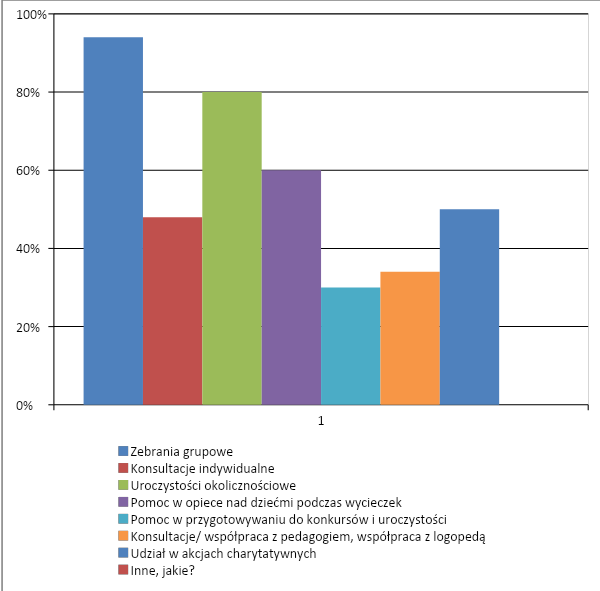 100%
80%
60%
40%
20%
0%
1
Zebrania grupowe
Konsultacje indywidualne
Uroczystości okolicznościowe
Pomoc w opiece nad dziećmi podczas wycieczek
Pomoc w przygotowywaniu do konkursów i uroczystości
Konsultacje/ współpraca z pedagogiem, współpraca z logopedą
Udział w akcjach charytatywnych
Inne, jakie?